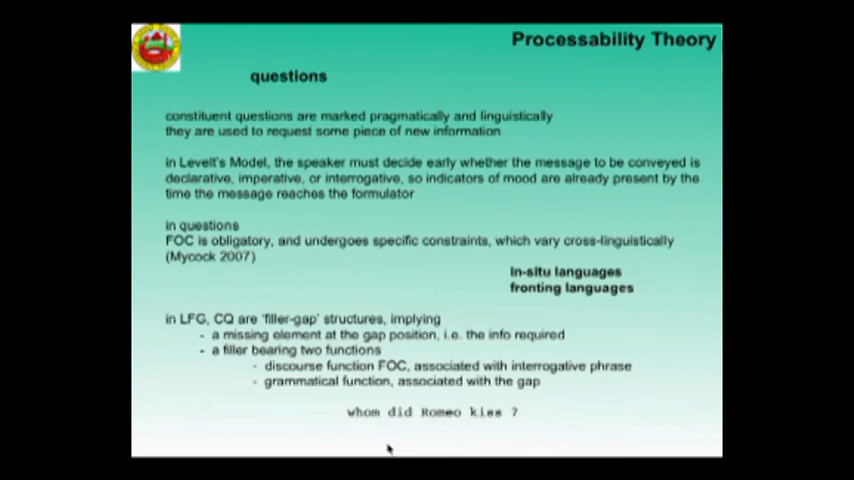 Processability Theory
questions
constituent questions are marked pragmatically and linguistically
they are used to request some piece of new information
in Levelt's Model, the speaker must decide early whether the message to be conveyed is
declarative, imperative, or interrogative, so indicators of mood are already present by the
time the message reaches the formulator
in questions
FOC is obligatory, and undergoes specific constraints, which vary cross-linguistically
(Mycock 2007)
In-situ languages
fronting languages
in LFG, CQ are 'filler-gap' structures, implying
- a missing element at the gap position, i.e. the info required
- a filler bearing two functions
- discourse function FOC, associated with interrogative phrase
- grammatical function, associated with the gap
whom did Romeo kiss ?